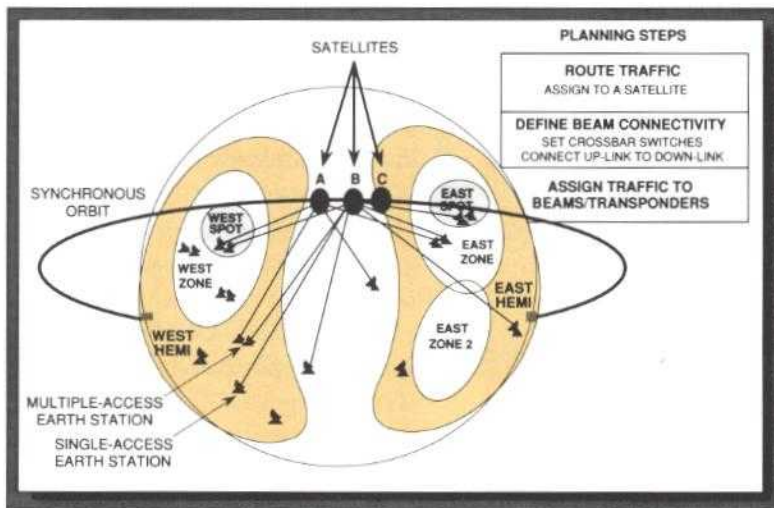 SATELLITES
A B C
SYNCHRONOUS
ORBIT
WEST
SPOT
WEST
ZONE
WEST
HEMI
EAST
SPOT
EAST
ZONE
EAST
HEMI
EAST
ZONE 2
MULTIPLE-ACCESS
EARTH STATION
SINGLE-ACCESS
EARTH STATION
PLANNING STEPS
ROUTE TRAFFIC
ASSIGN TO A SATELLITE
DEFINE BEAM CONNECTIVITY
SET CROSSBAR SWITCHES
CONNECT UP-LINK TO DOWN-LINK
ASSIGN TRAFFIC TO
BEAMS/TRANSPONDERS